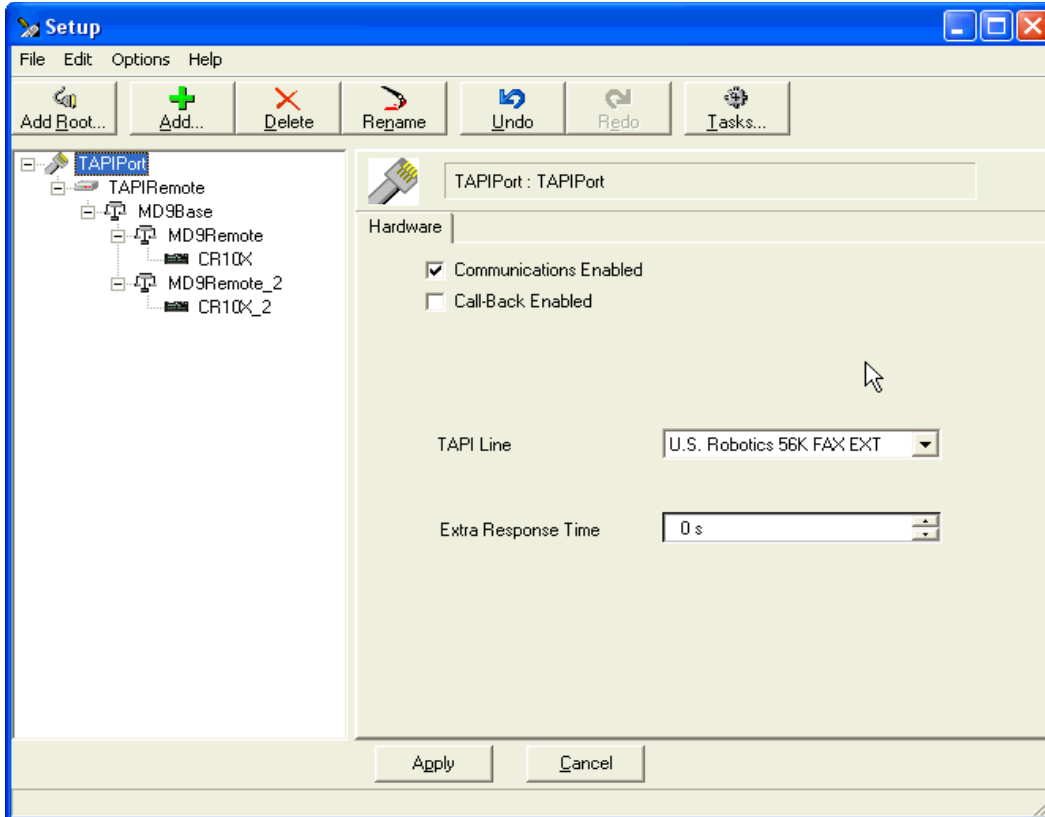 Setup
File Edit Options Help
Add Root... Add... Delete Rename Undo Redo Tasks...
TAPIPort
TAPIRemote
MD9Base
MD9Remote
CR10X
MD9Remote_2
CR10X_2
TAPIPort : TAPIPort
Hardware
Communications Enabled
Call-Back Enabled
TAPI Line U.S. Robotics 56K FAX EXT
Extra Response Time 0 s
Apply Cancel